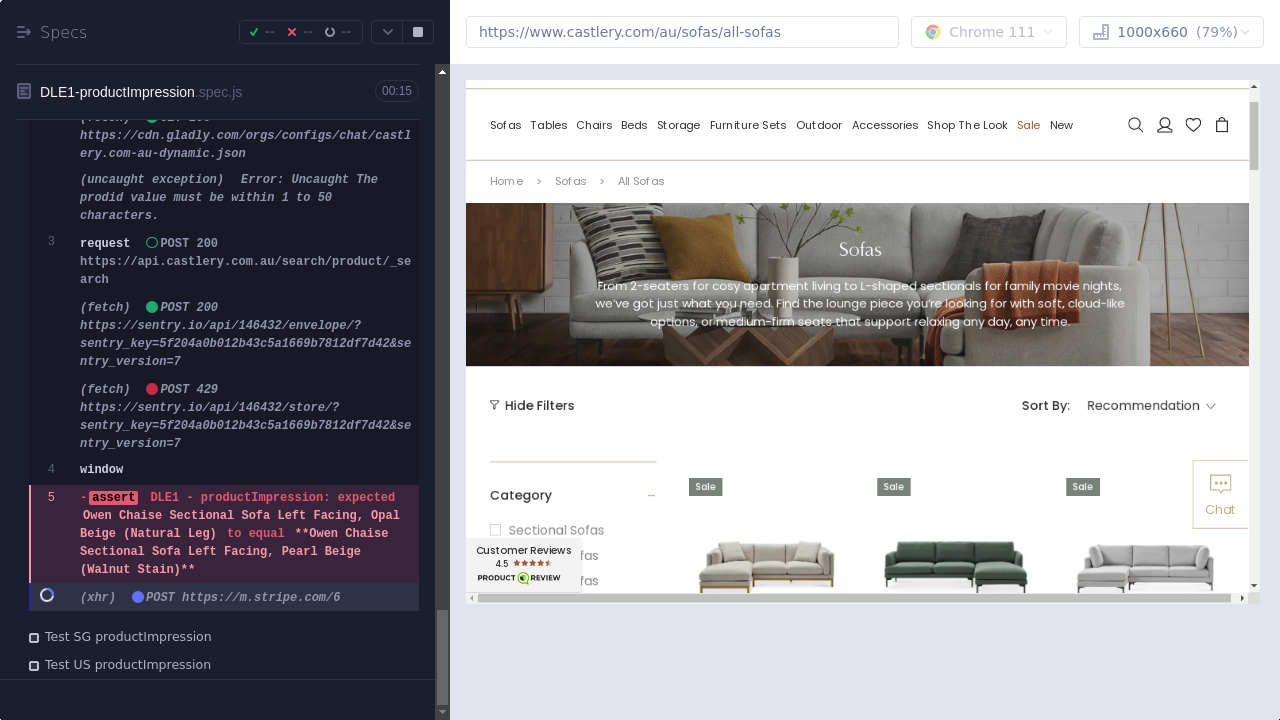 Specs
--
--
--
https://www.castlery.com/au/sofas/all-sofas
Chrome 111
1000x660 (79%)
DLE1-productImpression.spec.js
00:15
https://cdn.gladly.com/orgs/configs/chat/castl
ery.com-au-dynamic.json
(uncaught exception) Error: Uncaught The
prodid value must be within 1 to 50
characters.
3 request POST 200
https://api.castlery.com.au/search/product/_se
arch
(fetch) POST 200
https://sentry.io/api/146432/envelope/?
sentry_key=5f204a0b012b43c5a1669b7812df7d42&se
ntry_version=7
(fetch) POST 429
https://sentry.io/api/146432/store/?
sentry_key=5f204a0b012b43c5a1669b7812df7d42&se
ntry_version=7
4 window
5 -assert DLE1 - productImpression: expected
Owen Chaise Sectional Sofa Left Facing, Opal
Beige (Natural Leg) to equal **Owen Chaise
Sectional Sofa Left Facing, Pearl Beige
(Walnut Stain)**
(xhr) POST https://m.stripe.com/6
Test SG productImpression
Test US productImpression
Sofas Tables Chairs Beds Storage Furniture Sets Outdoor Accessories Shop The Look Sale New
Home > Sofas > All Sofas
Sofas
From 2-seaters for cosy apartment living to L-shaped sectionals for family movie nights,
we've got just what you need. Find the lounge piece you're looking for with soft, cloud-like
options, or medium-firm seats that support relaxing any day, any time.
Hide Filters
Sort By: Recommendation
Category
Sectional Sofas
fas
fas
Sale
Sale
Sale
Chat
Customer Reviews
4.5
PRODUCT REVIEW